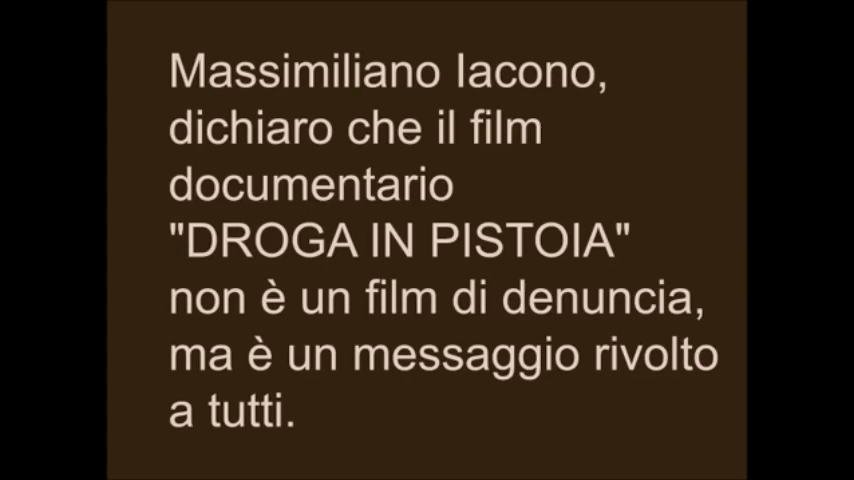 Massimiliano Iacono,
dichiaro che il film
documentario
"DROGA IN PISTOIA"
non è un film di denuncia,
ma è un messaggio rivolto
a tutti.